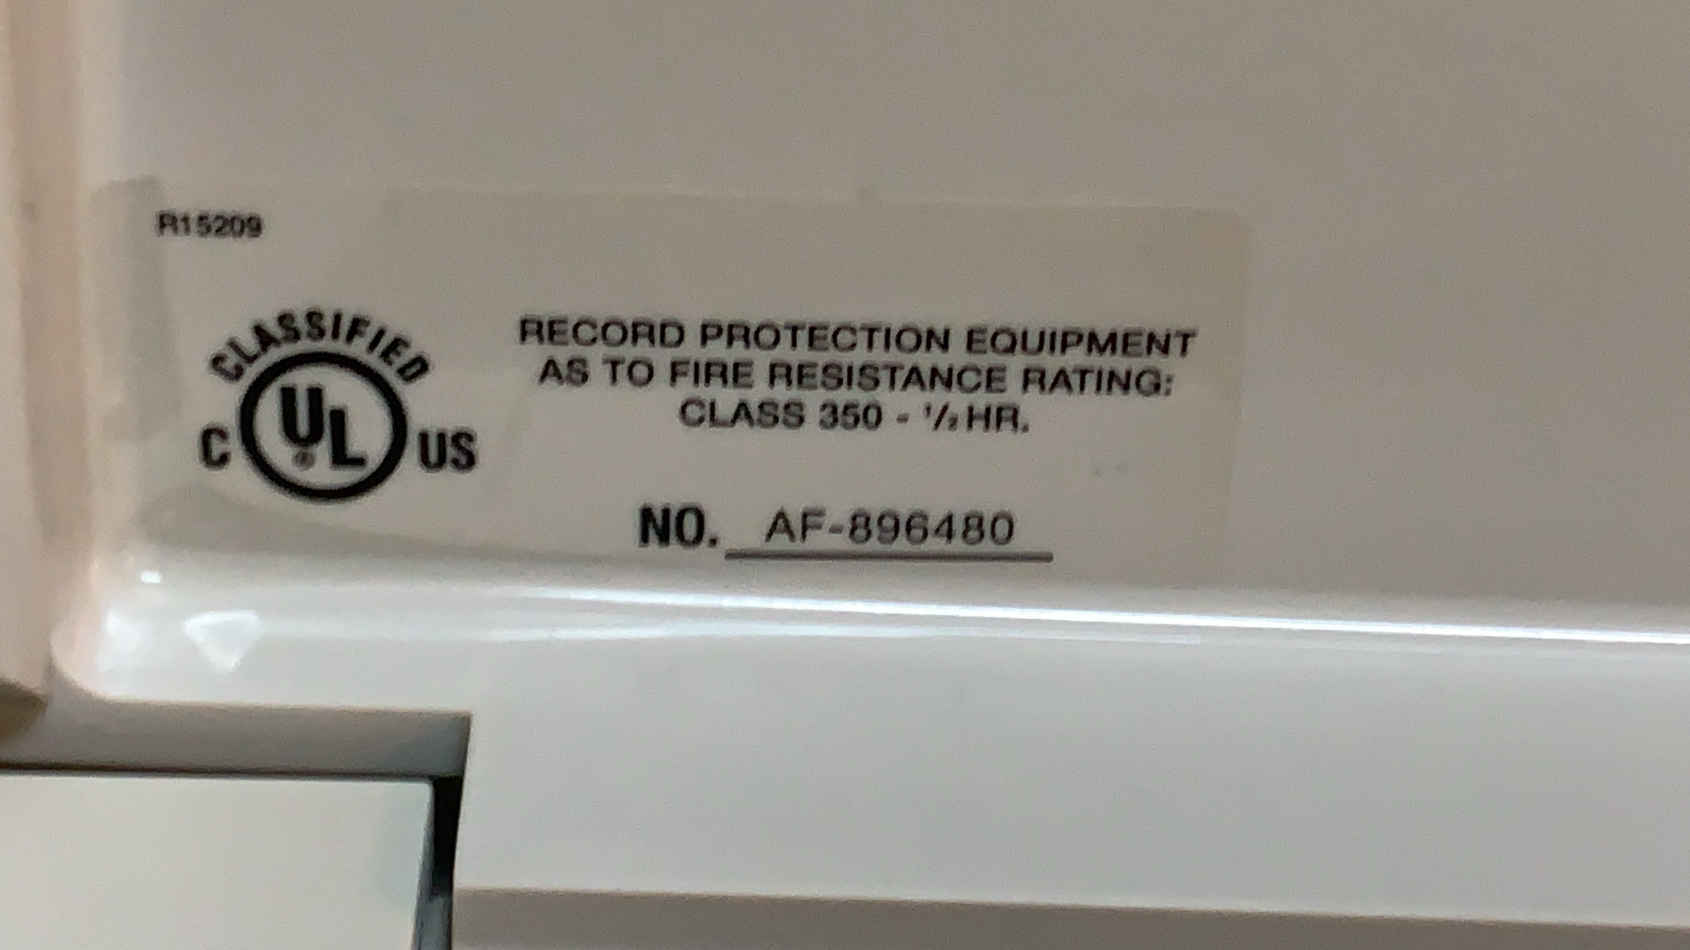 R15209
CLASSIFIED
C UL® US
RECORD PROTECTION EQUIPMENT
AS TO FIRE RESISTANCE RATING:
CLASS 350 - 1/2 HR.
NO. AF-896480